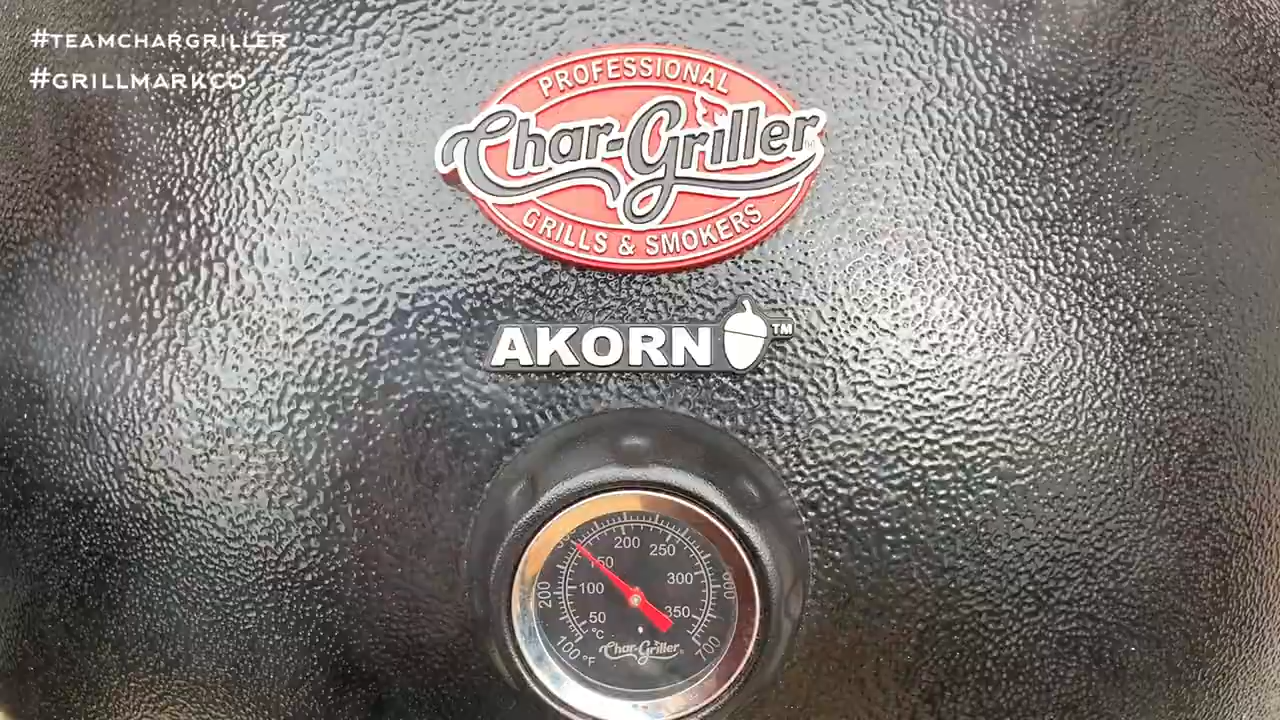 #TEAMCHARGRILLER
#GRILLMARKCO
PROFESSIONAL
Char-Griller
GRILLS & SMOKERS
AKORN™
200
250
300
350
150
100
50
°C
200
100
°F
700
Char-Griller